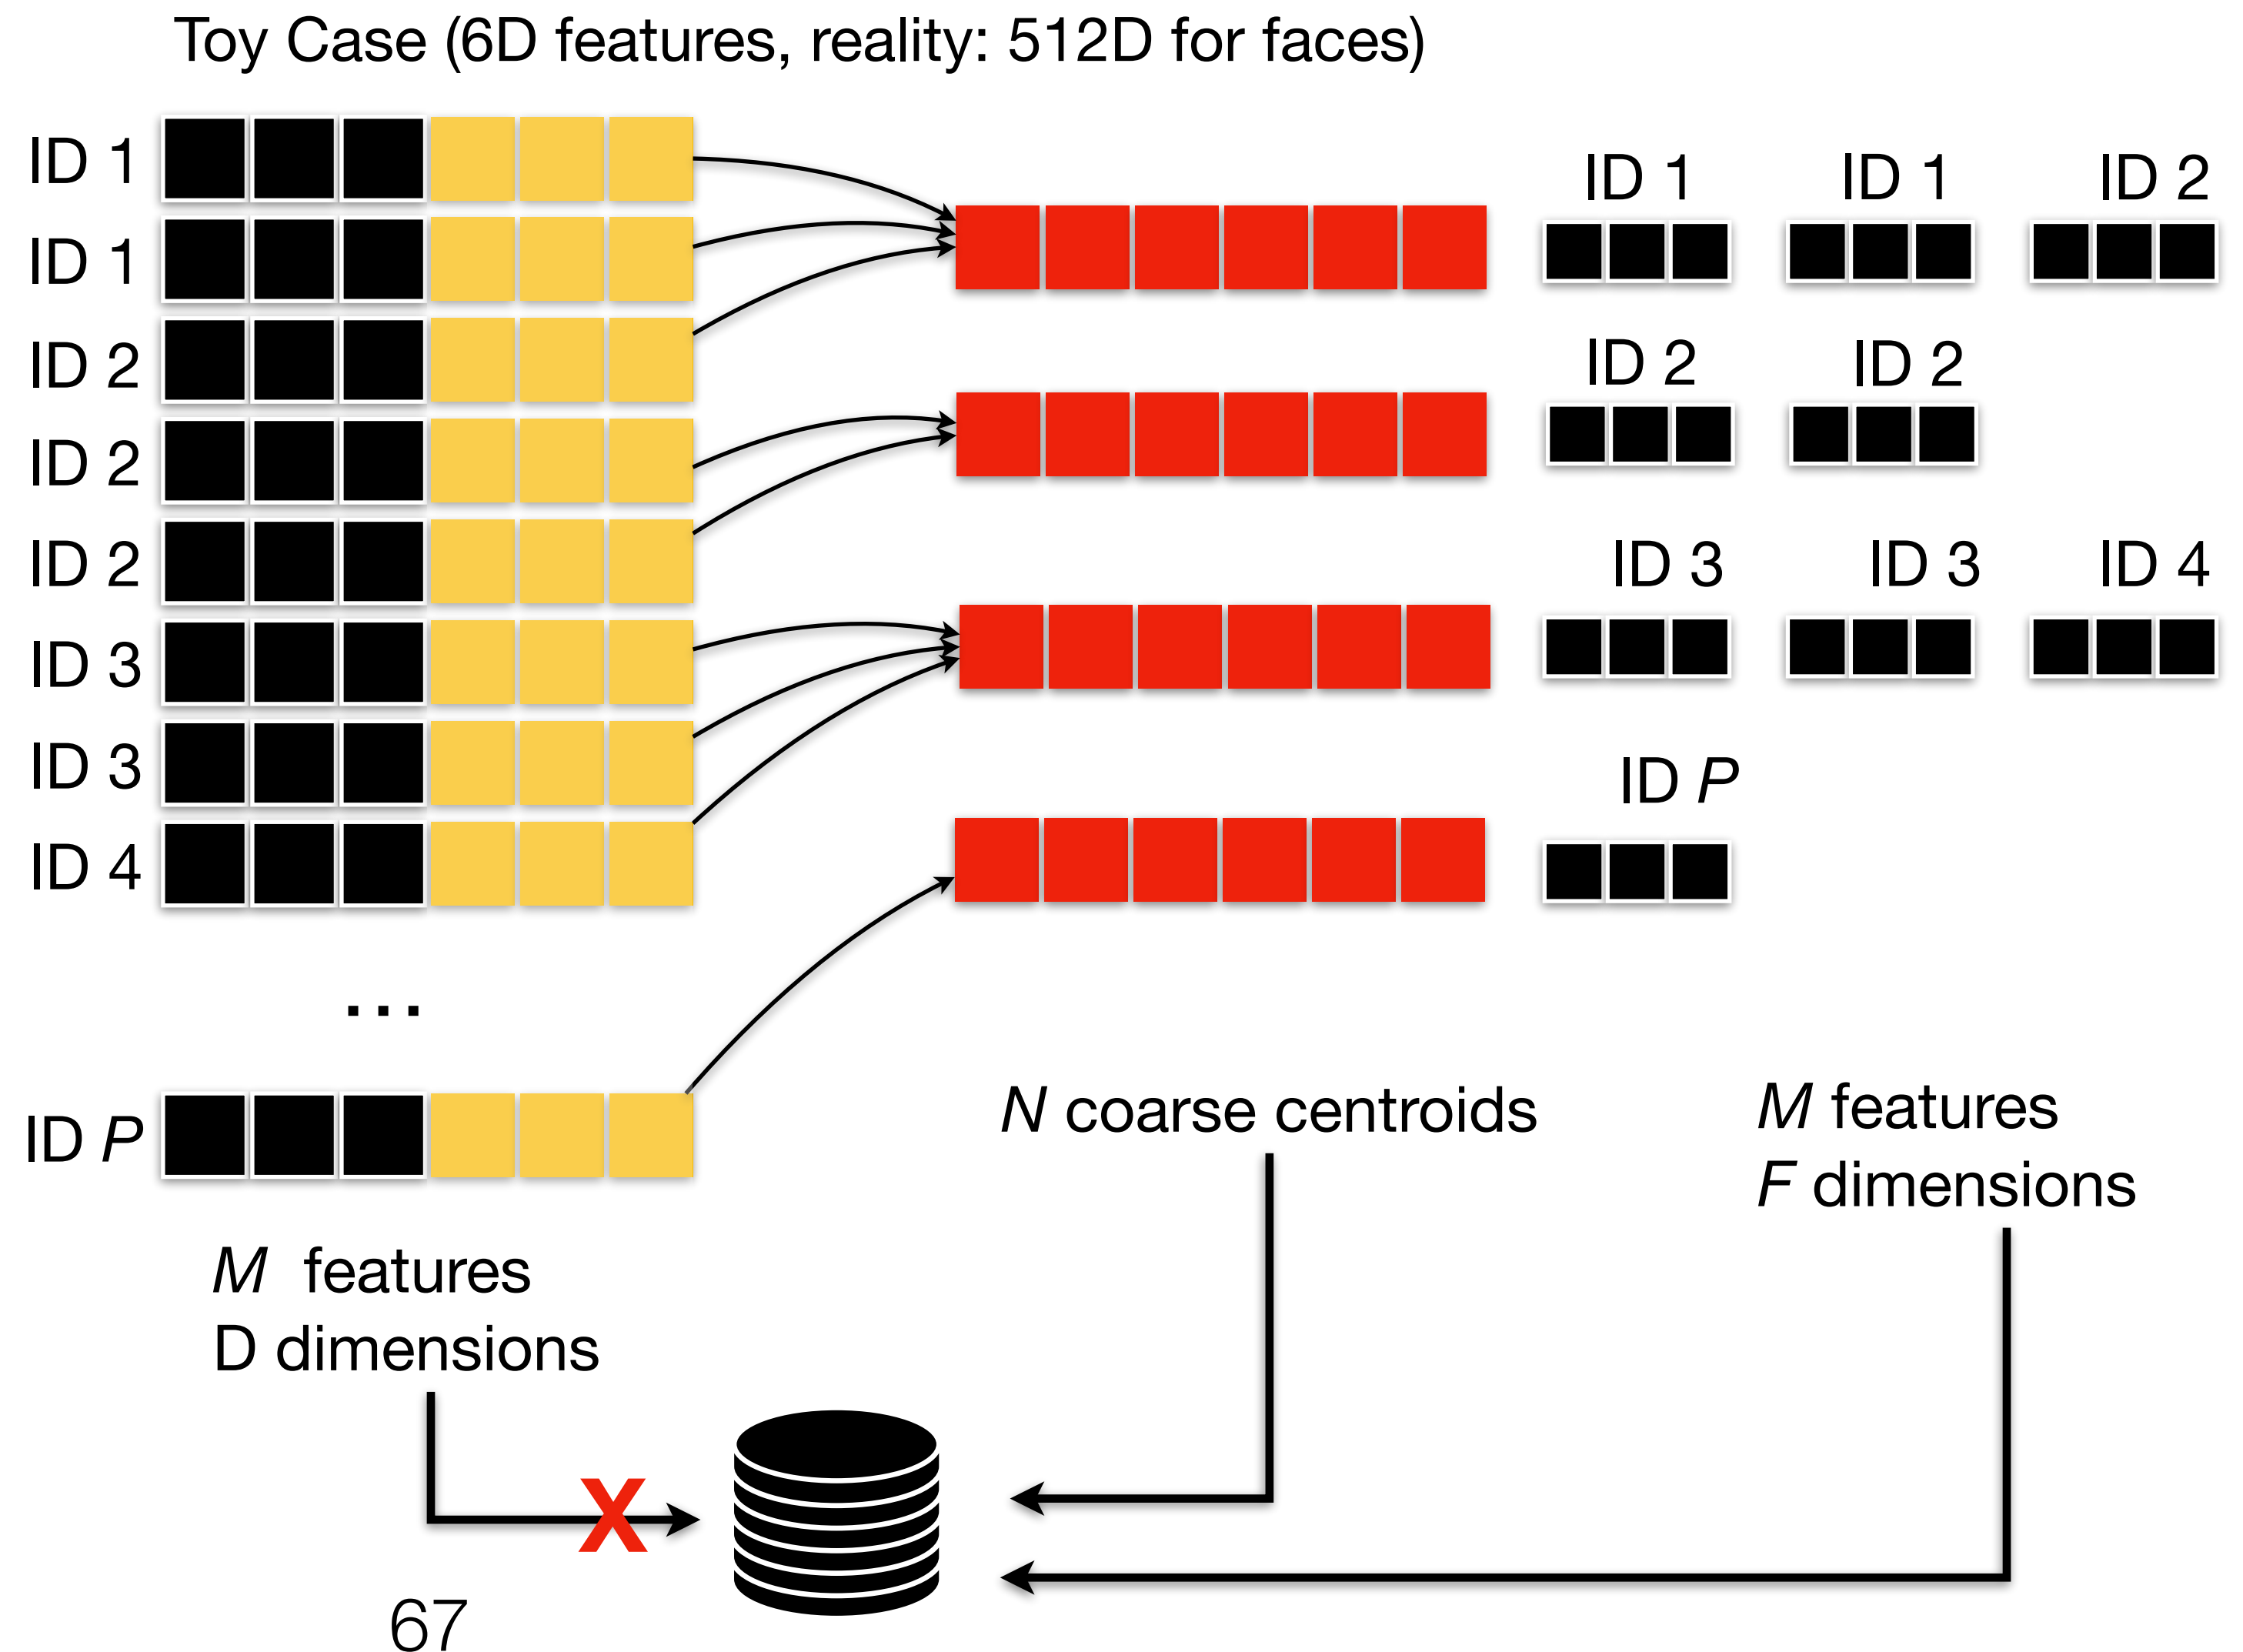 Toy Case (6D features, reality: 512D for faces)
ID 1
ID 1
ID 2
ID 2
ID 2
ID 3
ID 3
ID 4
...
ID P
ID 1 ID 1 ID 2
ID 2 ID 2
ID 3 ID 3 ID 4
ID P
M features
D dimensions
N coarse centroids
M features
F dimensions
X
67